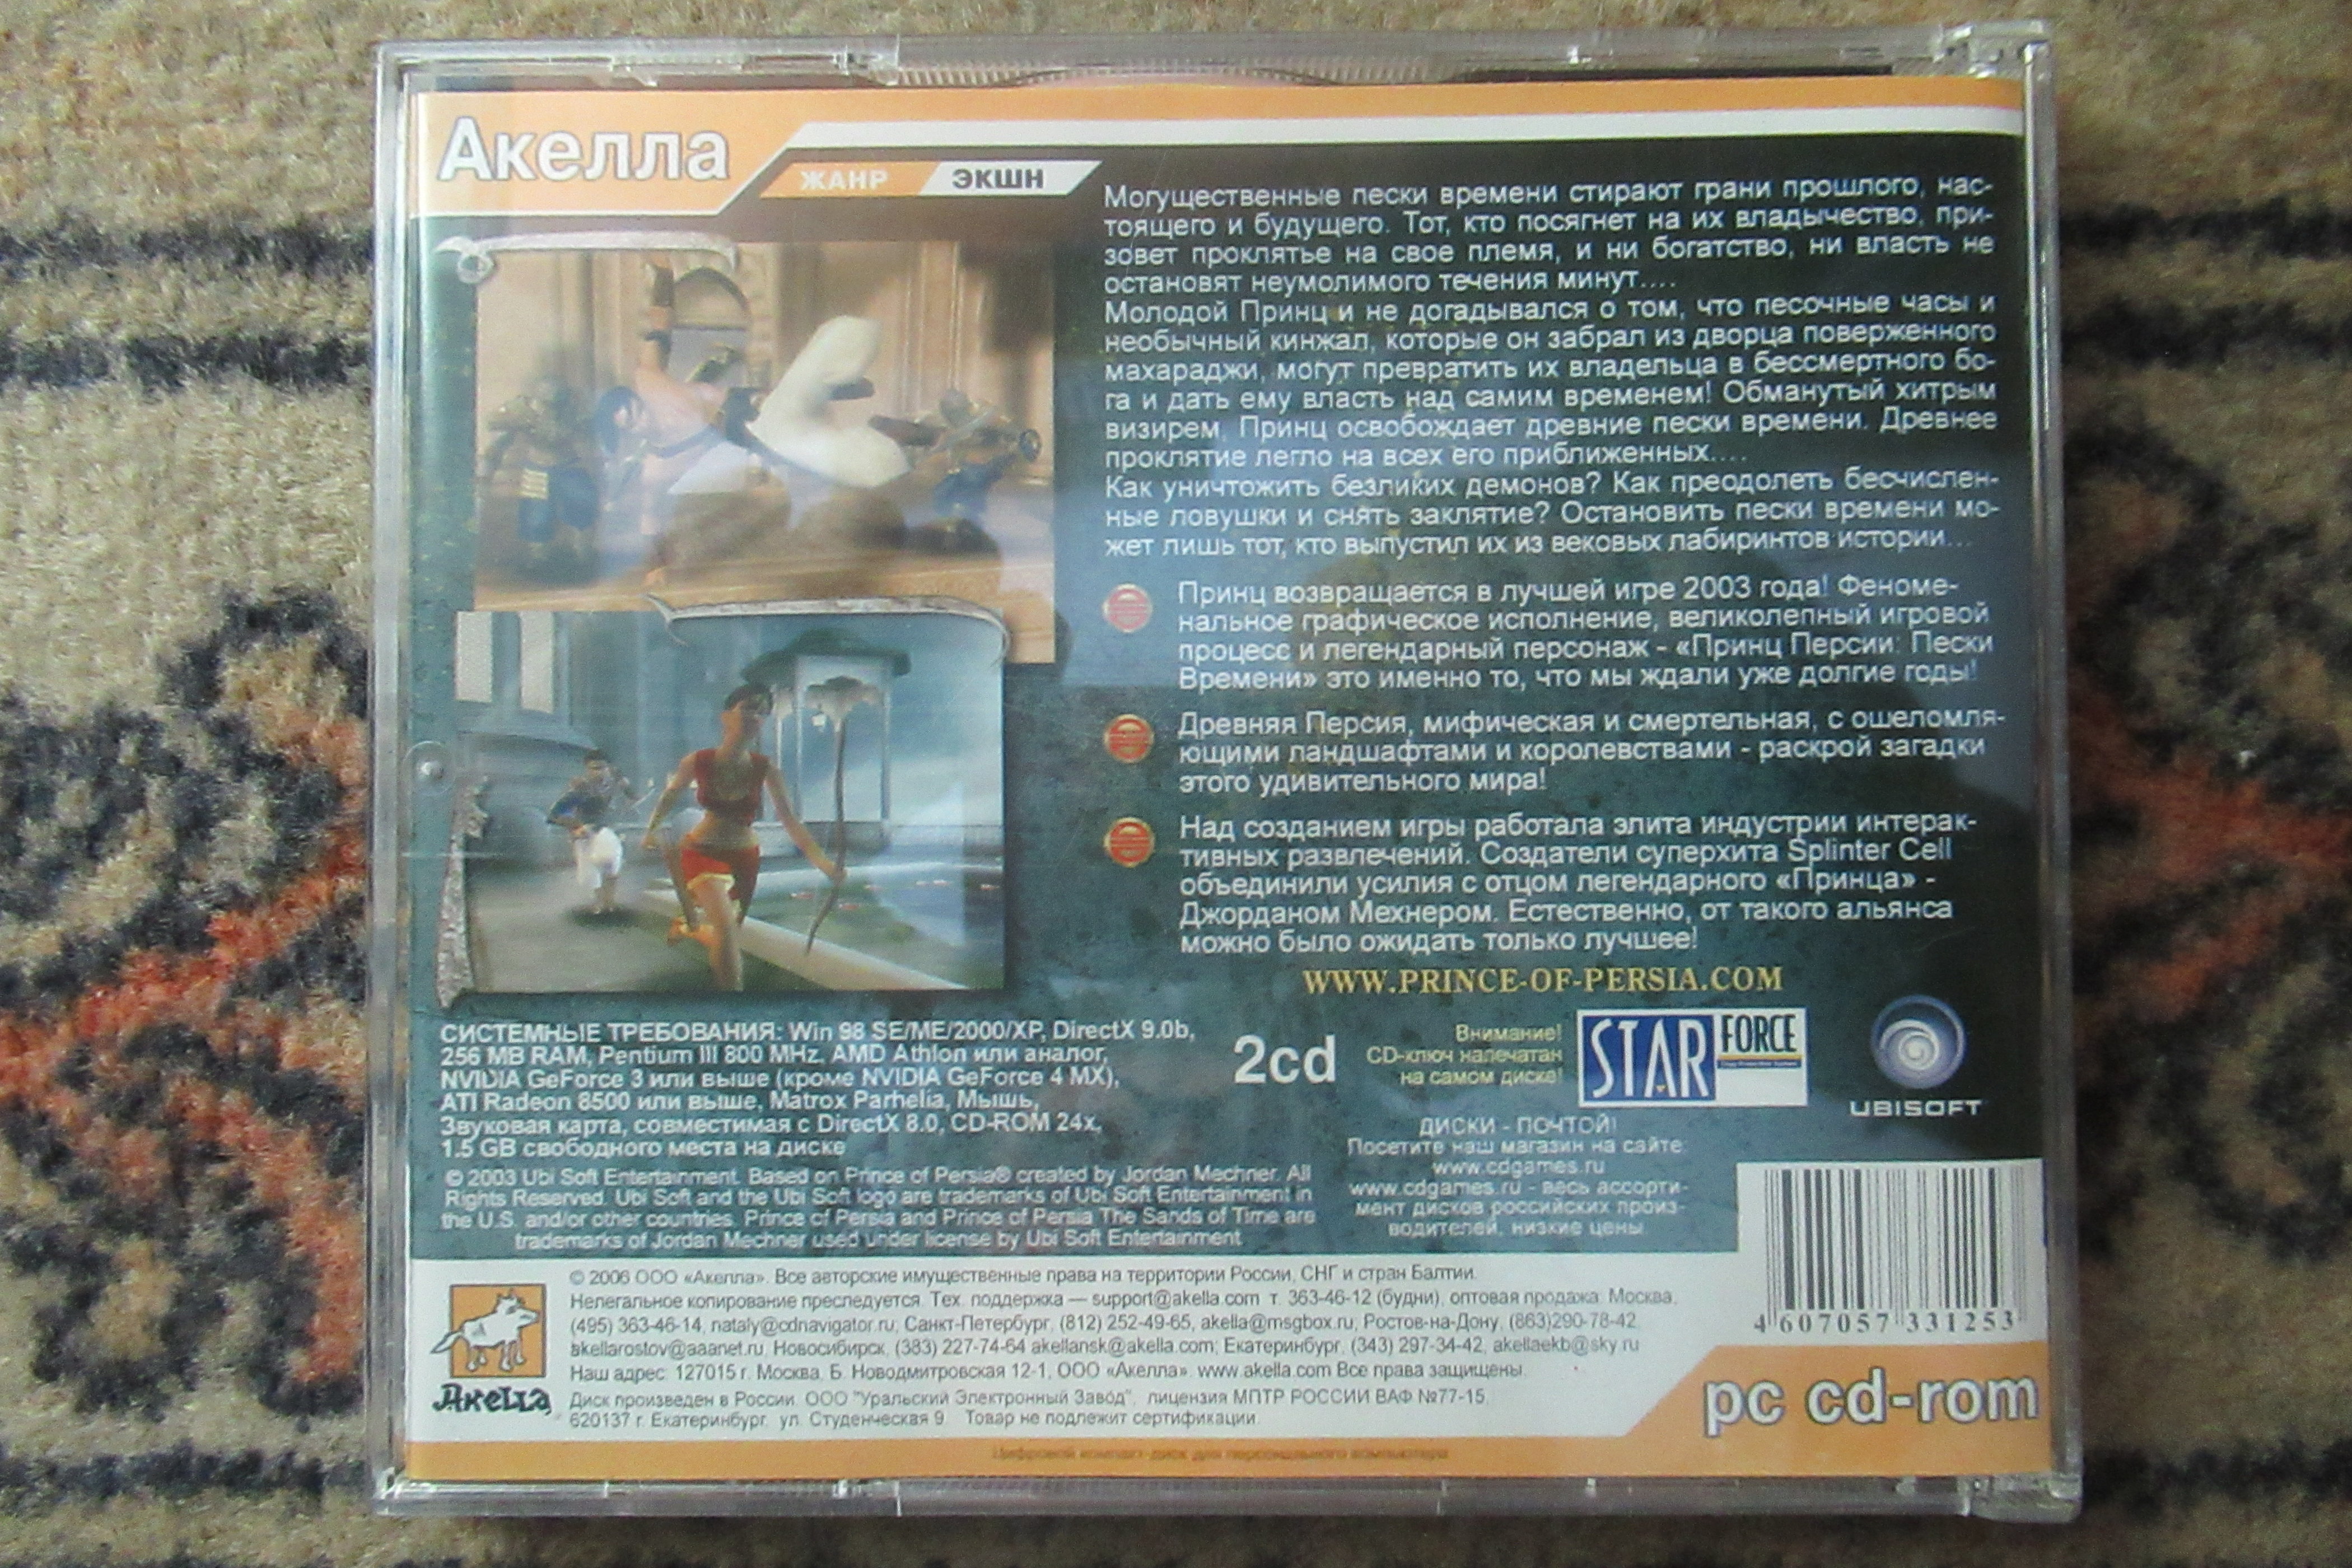 Акелла
ЖАНР ЭКШН
Могущественные пески времени стирают грани прошлого, нас-
тоящего и будущего. Тот, кто посягнет на их владычество, при-
зовет проклятье на свое племя, и ни богатство, ни власть не
остановят неумолимого течения минут....
Молодой Принц и не догадывался о том, что песочные часы и
необычный кинжал, которые он забрал из дворца поверженного
махараджи, могут превратить их владельца в бессмертного бо-
га и дать ему власть над самим временем! Обманутый хитрым
визирем, Принц освобождает древние пески времени. Древнее
проклятие легло на всех его приближенных....
Как уничтожить безликих демонов? Как преодолеть бесчислен-
ные ловушки и снять заклятие? Остановить пески времени мо-
жет лишь тот, кто выпустил их из вековых лабиринтов истории...
Принц возвращается в лучшей игре 2003 года! Феноме-
нальное графическое исполнение, великолепный игровой
процесс и легендарный персонаж - «Принц Персии: Пески
Времени» это именно то, что мы ждали уже долгие годы!
Древняя Персия, мифическая и смертельная, с ошеломля-
ющими ландшафтами и королевствами - раскрой загадки
этого удивительного мира!
Над созданием игры работала элита индустрии интерак-
тивных развлечений. Создатели суперхита Splinter Cell
объединили усилия с отцом легендарного «Принца» -
Джорданом Мехнером. Естественно, от такого альянса
можно было ожидать только лучшее!
WWW.PRINCE-OF-PERSIA.COM
СИСТЕМНЫЕ ТРЕБОВАНИЯ: Win 98 SE/ME/2000/XP, DirectX 9.0b,
256 MB RAM, Pentium III 800 MHz, AMD Athlon или аналог,
NVIDIA GeForce 3 или выше (кроме NVIDIA GeForce 4 MX),
ATI Radeon 8500 или выше, Matrox Parhelia, Мышь,
Звуковая карта, совместимая с DirectX 8.0, CD-ROM 24x,
1.5 GB свободного места на диске
2cd
Внимание!
CD-ключ напечатан
на самом диске!
STAR FORCE
UBISOFT
ДИСКИ - ПОЧТОЙ!
Посетите наш магазин на сайте
www.cdgames.ru
www.cdgames.ru - весь ассорти-
мент дисков российских произ-
водителей, низкие цены.
© 2003 Ubi Soft Entertainment. Based on Prince of Persia® created by Jordan Mechner. All
Rights Reserved. Ubi Soft and the Ubi Soft logo are trademarks of Ubi Soft Entertainment in
the U.S. and/or other countries. Prince of Persia and Prince of Persia The Sands of Time are
trademarks of Jordan Mechner used under license by Ubi Soft Entertainment
© 2006 ООО «Акелла». Все авторские имущественные права на территории России, СНГ и стран Балтии.
Нелегальное копирование преследуется. Тех. поддержка — support@akella.com т. 363-46-12 (будни), оптовая продажа: Москва,
(495) 363-46-14, nataly@cdnavigator.ru, Санкт-Петербург, (812) 252-49-65, akella@msgbox.ru, Ростов-на-Дону, (863)290-78-42,
akellarostov@aaanet.ru, Новосибирск, (383) 227-74-64 akellansk@akella.com; Екатеринбург, (343) 297-34-42, akellaekb@sky.ru
Наш адрес: 127015 г. Москва, Б. Новодмитровская 12-1, ООО «Акелла». www.akella.com Все права защищены.
Диск произведен в России. ООО "Уральский Электронный Завод", лицензия МПТР РОССИИ ВАФ №77-15,
620137 г. Екатеринбург, ул. Студенческая 9. Товар не подлежит сертификации.
Акелла
4 607057 331253
pc cd-rom
Цифровой компакт-диск для персонального компьютера